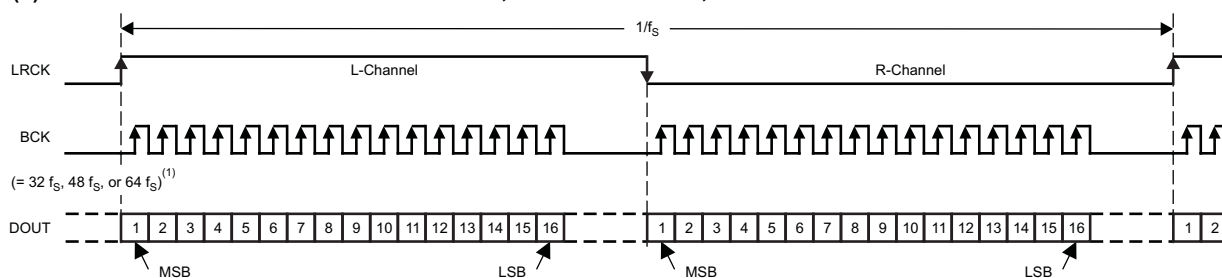 1/fS
LRCK
L-Channel
R-Channel
BCK
(= 32 fS, 48 fS, or 64 fS)(1)
DOUT
1 2 3 4 5 6 7 8 9 10 11 12 13 14 15 16 1 2 3 4 5 6 7 8 9 10 11 12 13 14 15 16 1 2
MSB LSB MSB LSB